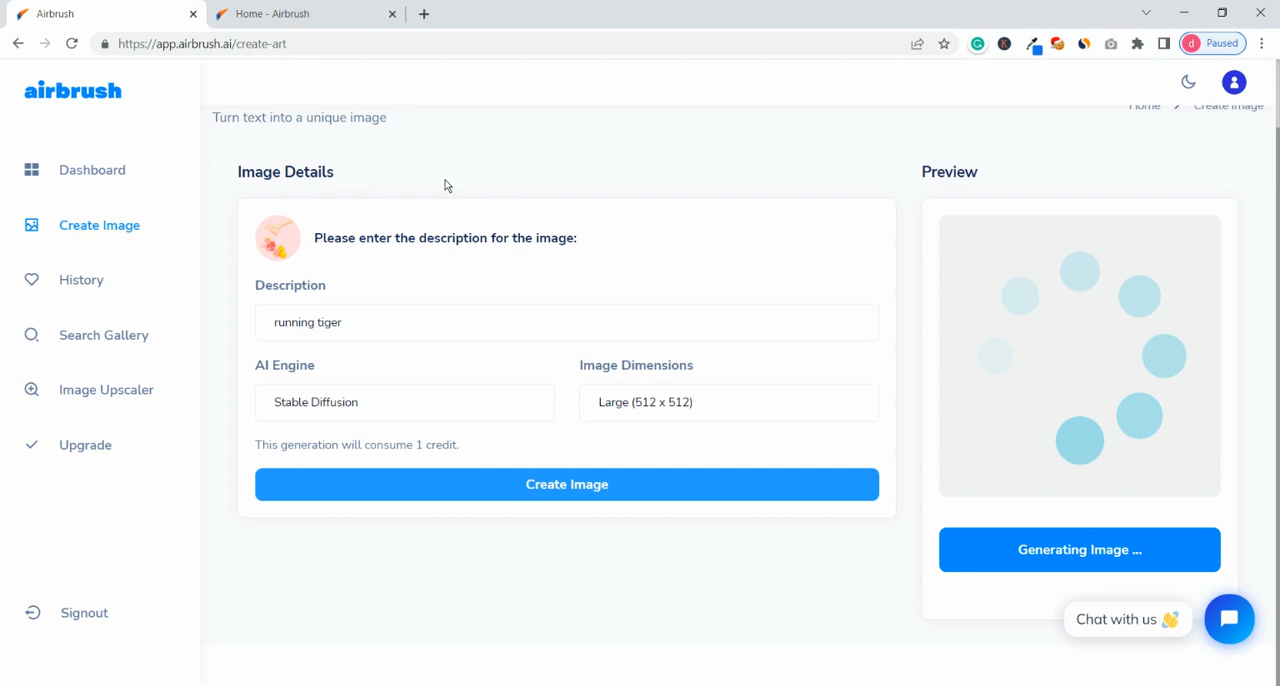 Airbrush
Home - Airbrush
https://app.airbrush.ai/create-art
d Paused
airbrush
Home > Create Image
Turn text into a unique image
Dashboard
Create Image
History
Search Gallery
Image Upscaler
Upgrade
Signout
Image Details
Please enter the description for the image:
Description
running tiger
AI Engine
Image Dimensions
Stable Diffusion
Large (512 x 512)
This generation will consume 1 credit.
Create Image
Preview
Generating Image ...
Chat with us 👋